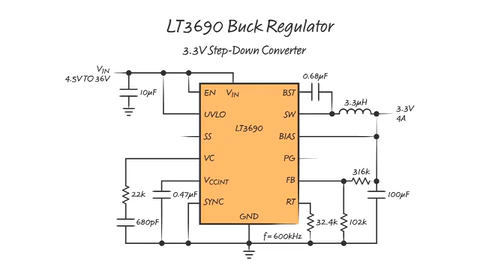 LT3690 Buck Regulator
3.3V Step-Down Converter
VIN
4.5V TO 36V
10µF
EN
VIN
BST
0.68µF
UVLO
SW
3.3µH
3.3V
4A
SS
LT3690
BIAS
VC
PG
VCCINT
FB
316k
22k
0.47µF
100µF
SYNC
RT
680pF
GND
32.4k
102k
f = 600kHz